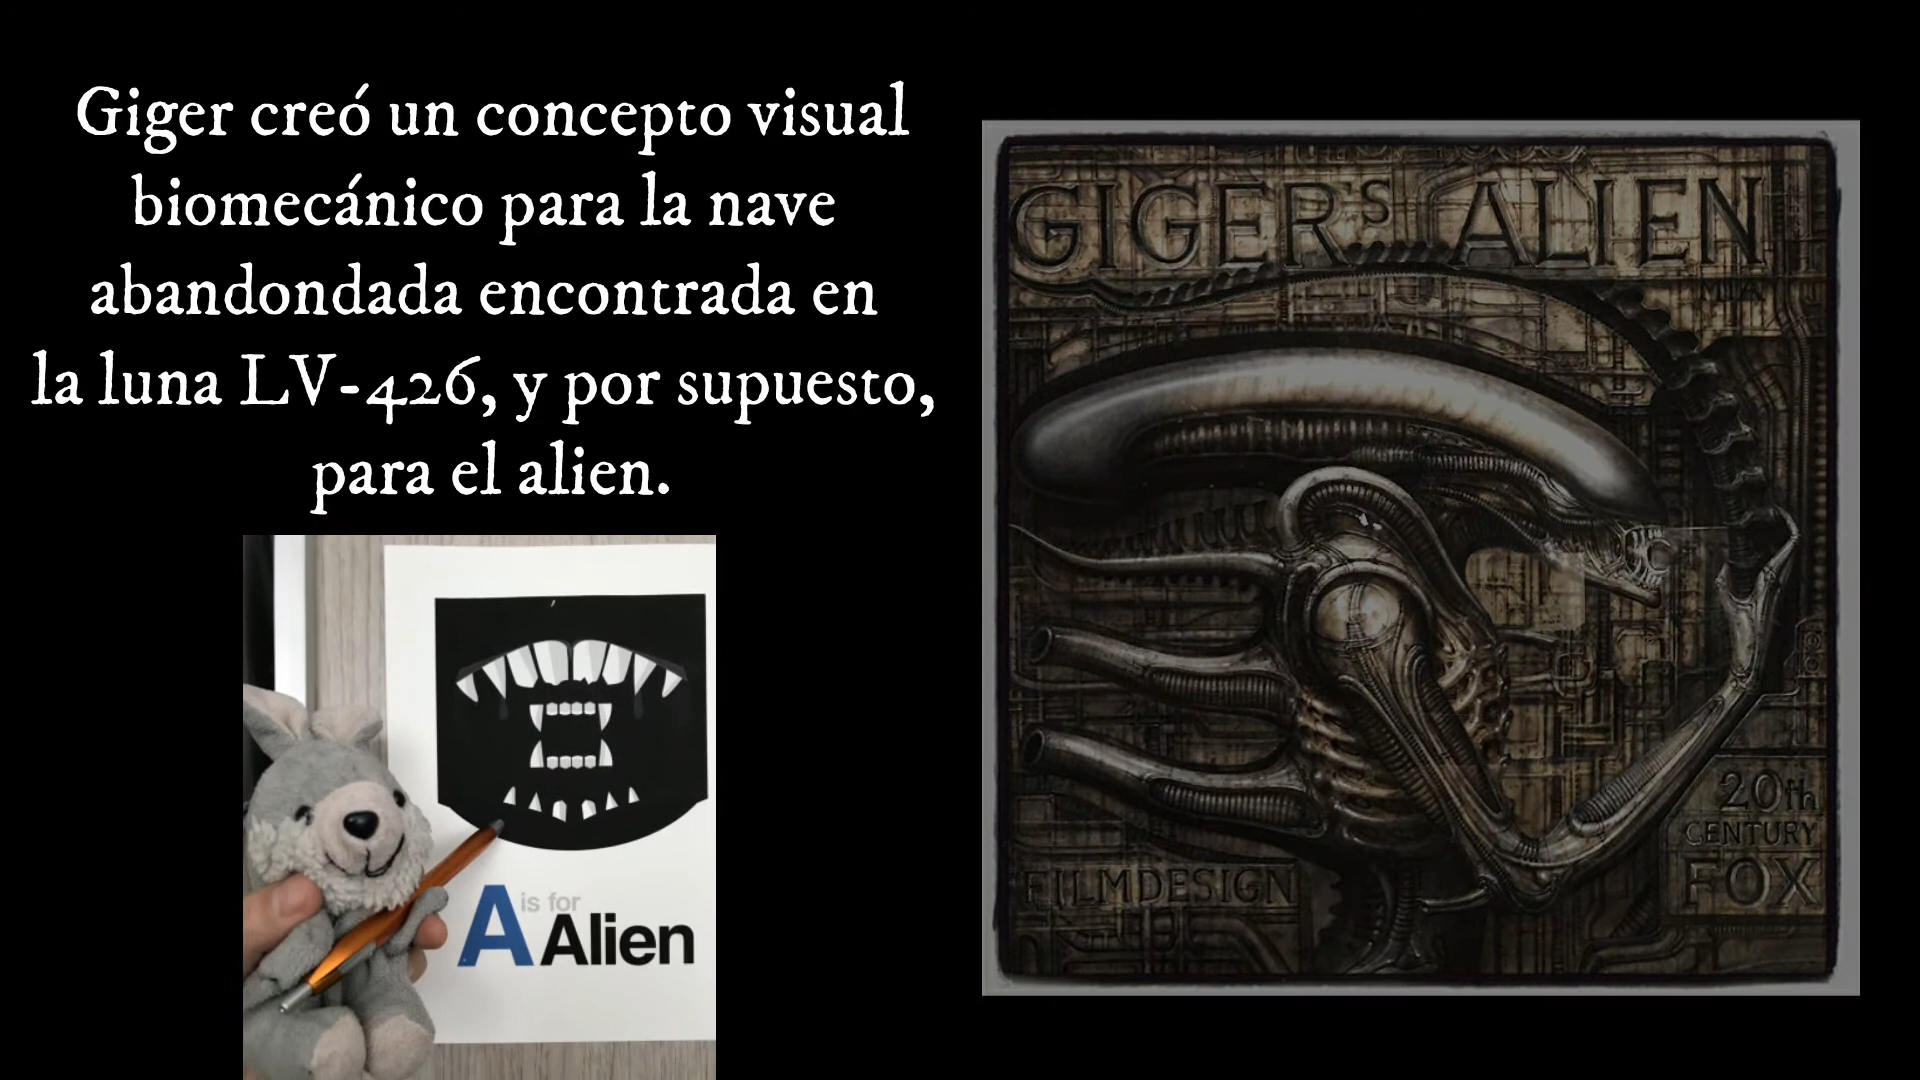 Giger creó un concepto visual
biomecánico para la nave
abandondada encontrada en
la luna LV-426, y por supuesto,
para el alien.
GIGER'S ALIEN
20th
CENTURY
FOX
FILMDESIGN
A is for
Alien